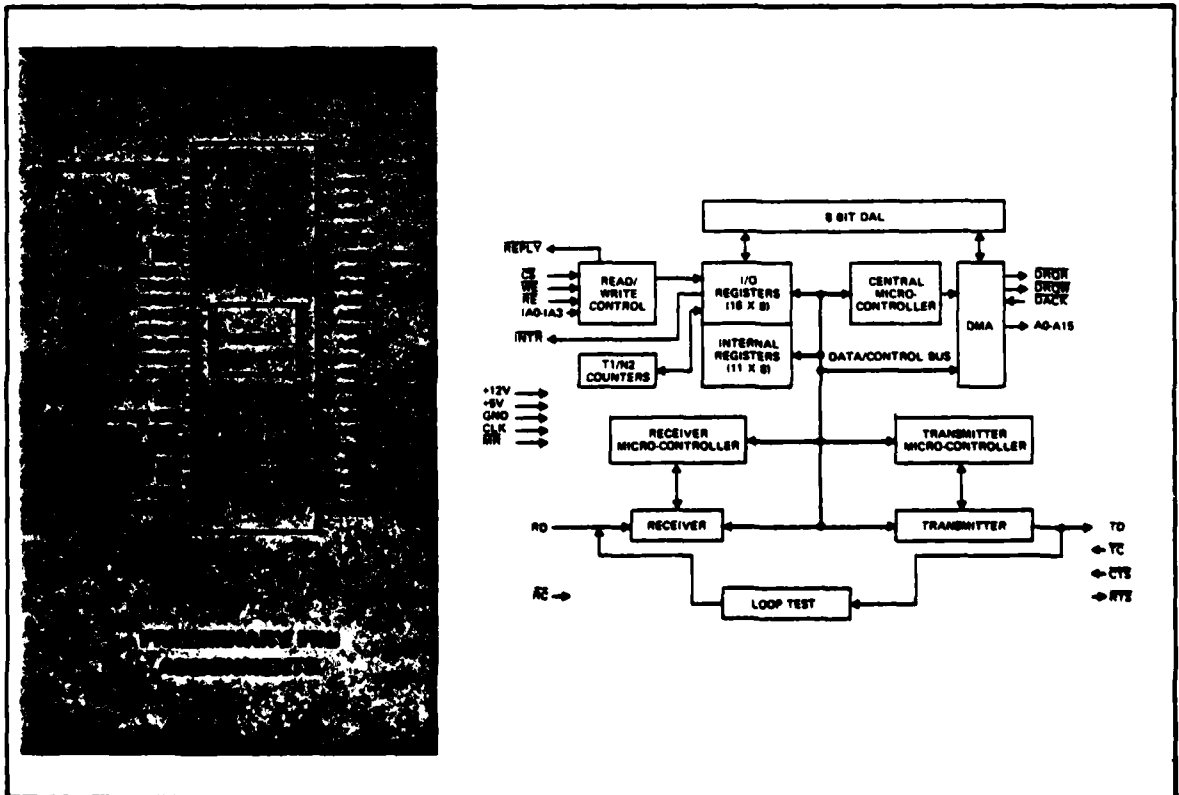 8 BIT DAL
REPLY
CS
WE
RE
IA0-IA3
READ/
WRITE
CONTROL
I/O
REGISTERS
(16 X 8)
CENTRAL
MICRO-
CONTROLLER
DMA
DRQR
DRQW
DACK
A0-A15
INTR
T1/N2
COUNTERS
INTERNAL
REGISTERS
(11 X 8)
DATA/CONTROL BUS
+12V
+5V
GND
CLK
MR
RECEIVER
MICRO-CONTROLLER
TRANSMITTER
MICRO-CONTROLLER
RD
RECEIVER
TRANSMITTER
TD
TC
CTS
RTS
RC
LOOP TEST